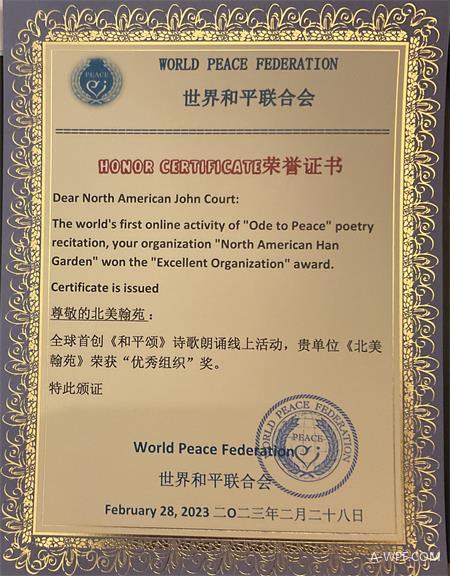 PEACE
WORLD PEACE FEDERATION
世界和平联合会
HONOR CERTIFICATE荣誉证书
Dear North American John Court:
The world's first online activity of "Ode to Peace" poetry
recitation, your organization "North American Han
Garden" won the "Excellent Organization" award.
Certificate is issued
尊敬的北美翰苑：
全球首创《和平颂》诗歌朗诵线上活动，贵单位《北美
翰苑》荣获“优秀组织”奖。
特此颁证
WORLD PEACE FEDERATION
PEACE
World Peace Federation
世界和平联合会
February 28, 2023 二〇二三年二月二十八日
A-WPF.COM